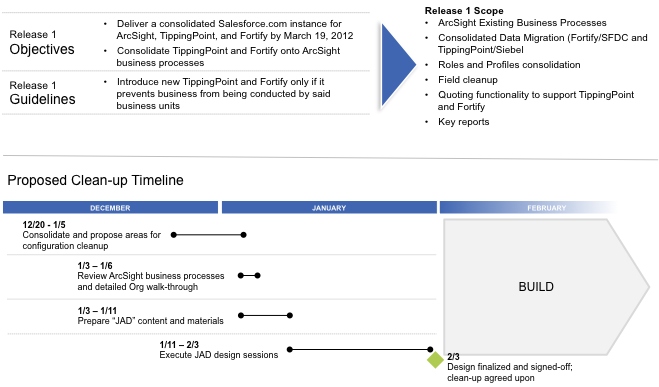 Release 1
Objectives
• Deliver a consolidated Salesforce.com instance for
ArcSight, TippingPoint, and Fortify by March 19, 2012
• Consolidate TippingPoint and Fortify onto ArcSight
business processes
Release 1
Guidelines
• Introduce new TippingPoint and Fortify only if it
prevents business from being conducted by said
business units
Release 1 Scope
• ArcSight Existing Business Processes
• Consolidated Data Migration (Fortify/SFDC and
TippingPoint/Siebel
• Roles and Profiles consolidation
• Field cleanup
• Quoting functionality to support TippingPoint
and Fortify
• Key reports
Proposed Clean-up Timeline
DECEMBER
JANUARY
FEBRUARY
12/20 - 1/5
Consolidate and propose areas for
configuration cleanup
1/3 – 1/6
Review ArcSight business processes
and detailed Org walk-through
1/3 – 1/11
Prepare “JAD” content and materials
1/11 – 2/3
Execute JAD design sessions
BUILD
2/3
Design finalized and signed-off;
clean-up agreed upon